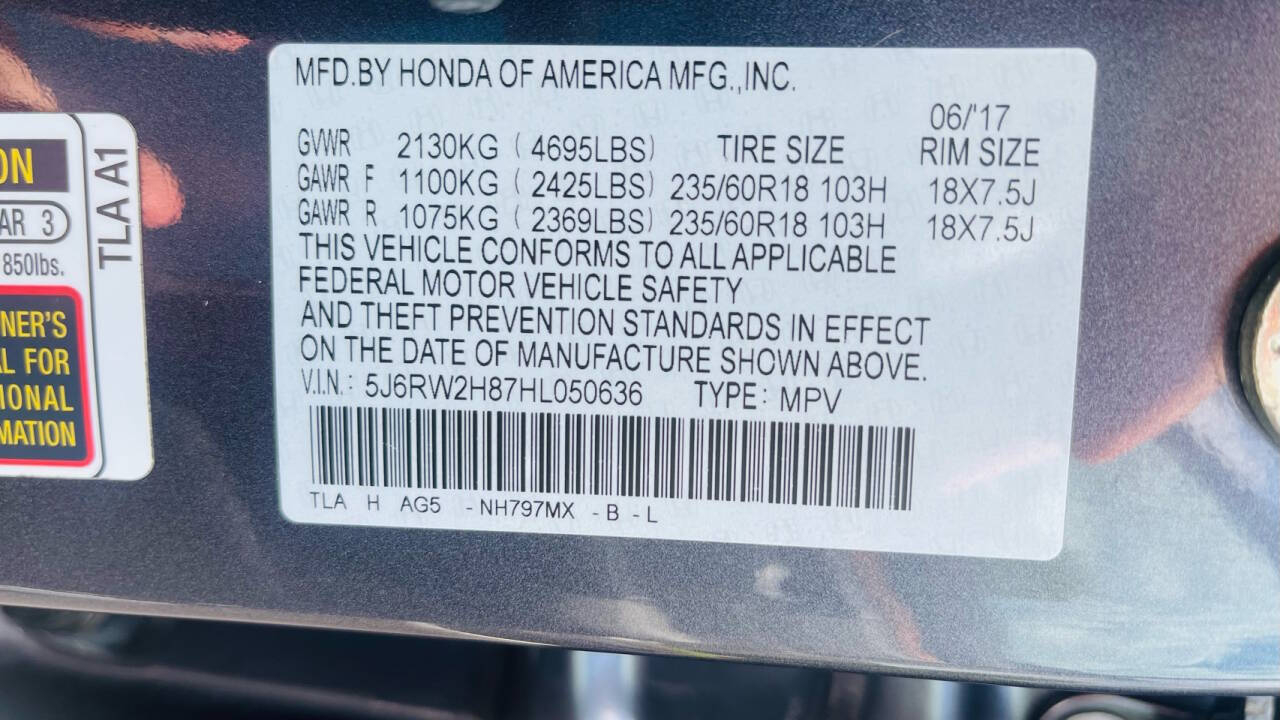 MFD.BY HONDA OF AMERICA MFG.,INC.
06/'17
GVWR 2130KG (4695LBS) TIRE SIZE RIM SIZE
GAWR F 1100KG (2425LBS) 235/60R18 103H 18X7.5J
GAWR R 1075KG (2369LBS) 235/60R18 103H 18X7.5J
THIS VEHICLE CONFORMS TO ALL APPLICABLE
FEDERAL MOTOR VEHICLE SAFETY
AND THEFT PREVENTION STANDARDS IN EFFECT
ON THE DATE OF MANUFACTURE SHOWN ABOVE.
V.I.N.: 5J6RW2H87HL050636 TYPE: MPV
TLA H AG5 -NH797MX -B -L
ON
AR 3
850lbs.
NER'S
L FOR
IONAL
MATION
TLA A1